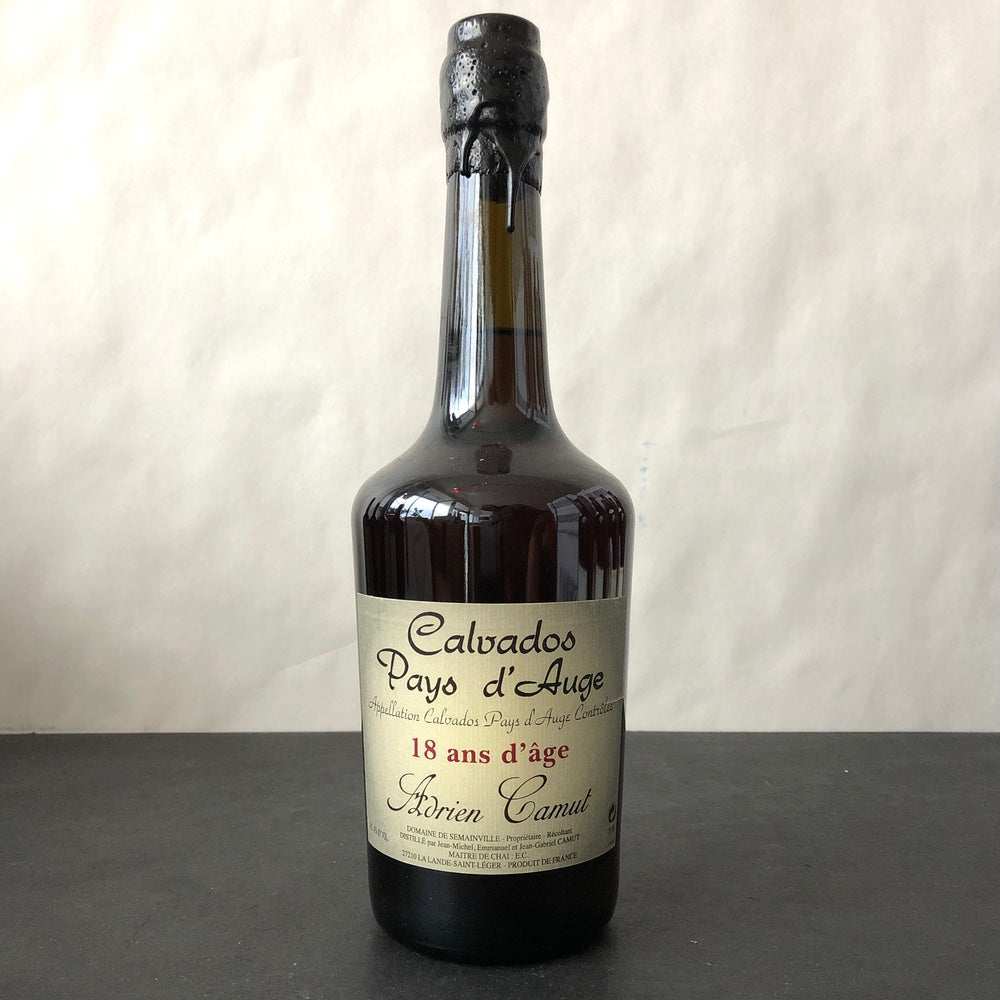 Calvados
Pays d'Auge
Appellation Calvados Pays d'Auge Contrôlée
18 ans d'âge
Adrien Camut
DOMAINE DE SEMAINVILLE - Propriétaire - Récoltant
DISTILLÉ par Jean-Michel, Emmanuel et Jean-Gabriel CAMUT
MAITRE DE CHAI : E.C.
27210 LA LANDE-SAINT-LÉGER - PRODUIT DE FRANCE